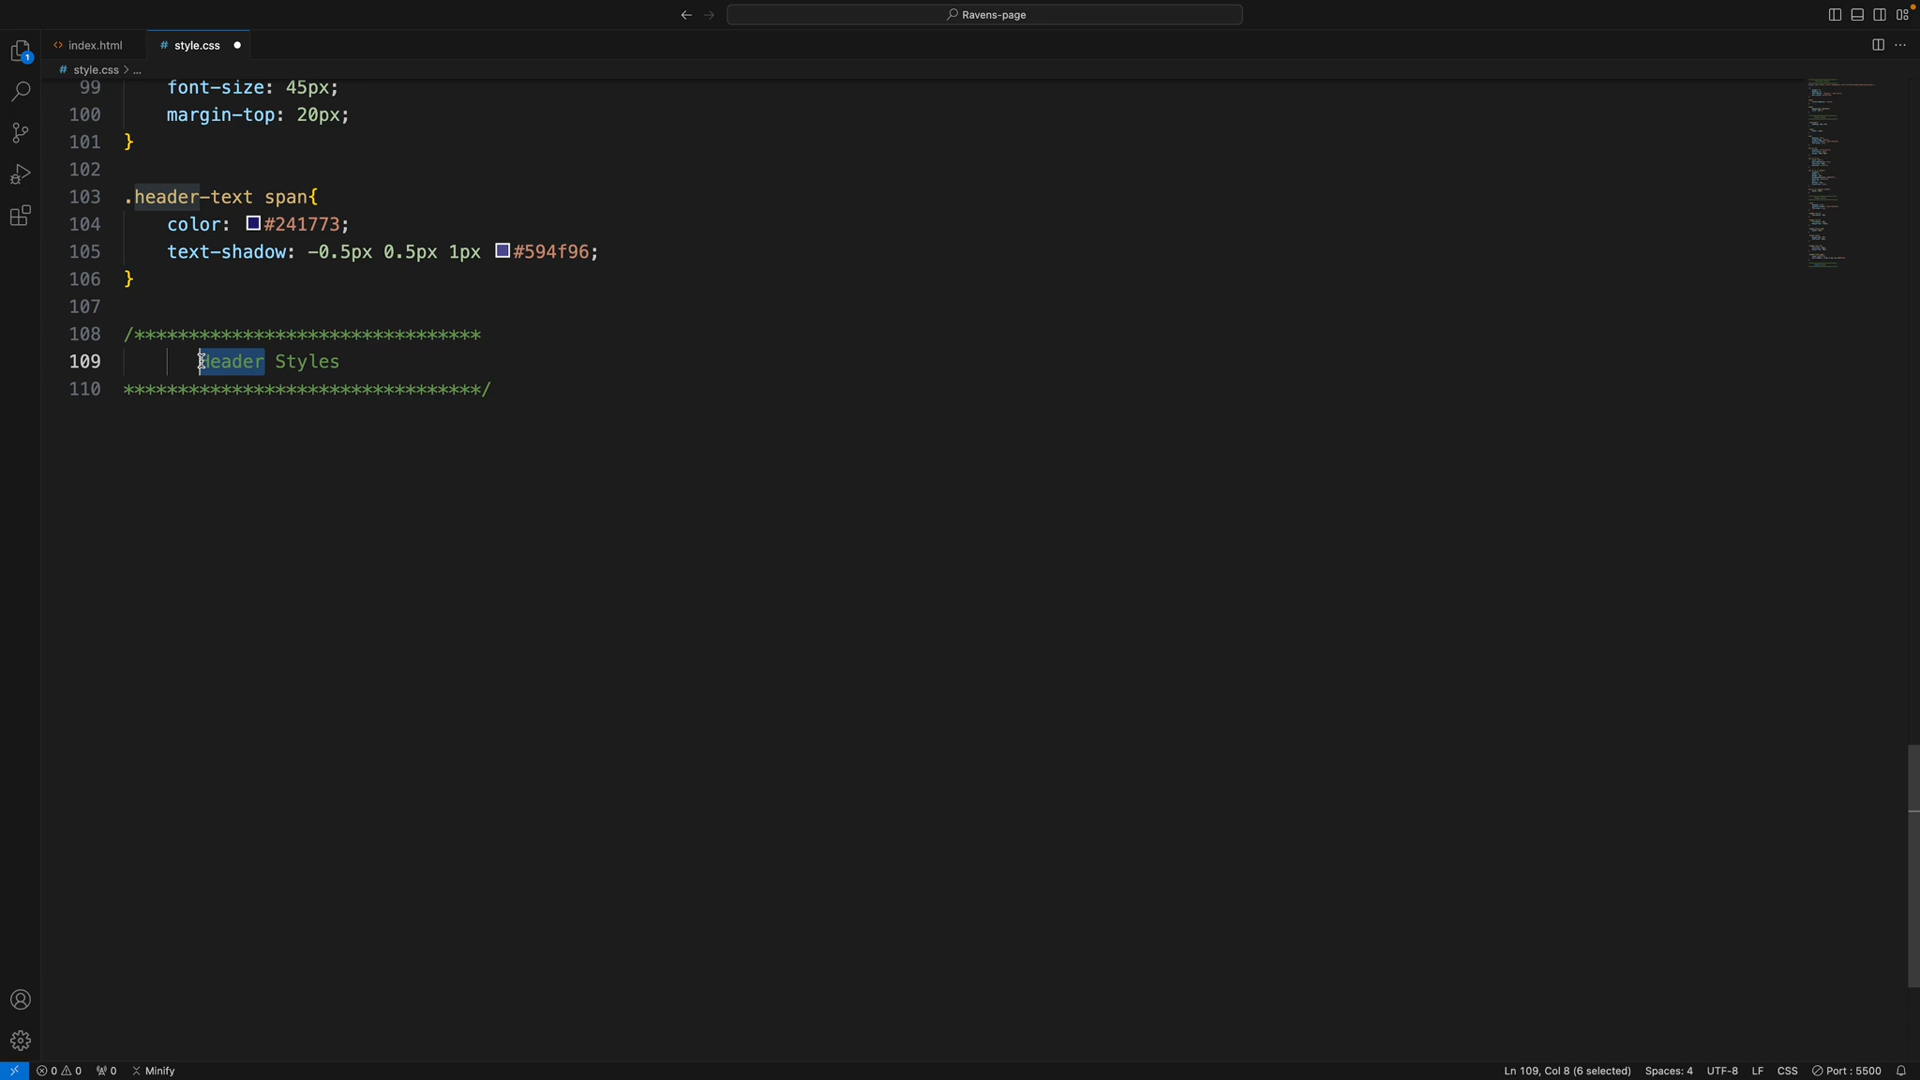 Ravens-page
index.html
# style.css
# style.css > ...
99 font-size: 45px;
100 margin-top: 20px;
101 }
102
103 .header-text span{
104 color: #241773;
105 text-shadow: -0.5px 0.5px 1px #594f96;
106 }
107
108 /********************************
109 Header Styles
110 *********************************/
1
0 0 0 Minify
Ln 109, Col 8 (6 selected) Spaces: 4 UTF-8 LF CSS Port : 5500